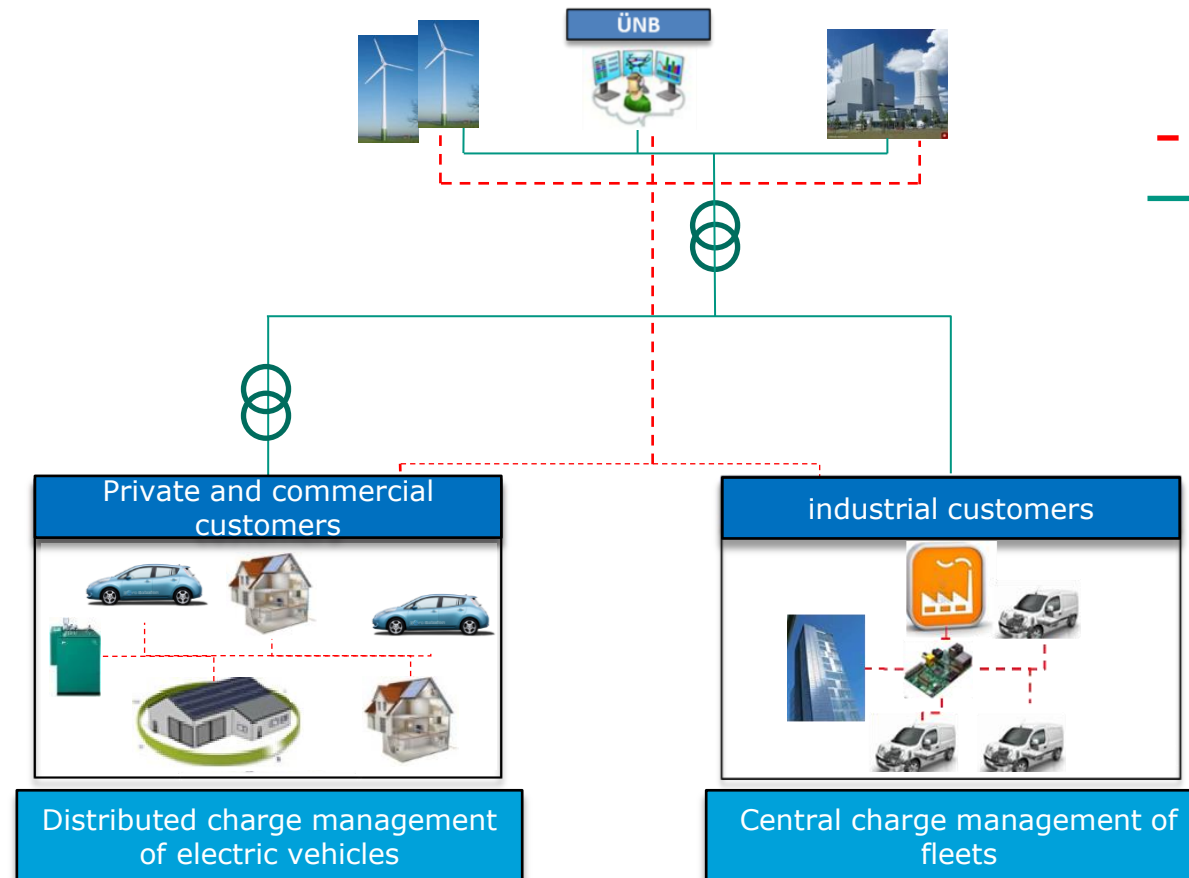 ÜNB
Private and commercial
customers
industrial customers
Distributed charge management
of electric vehicles
Central charge management of
fleets